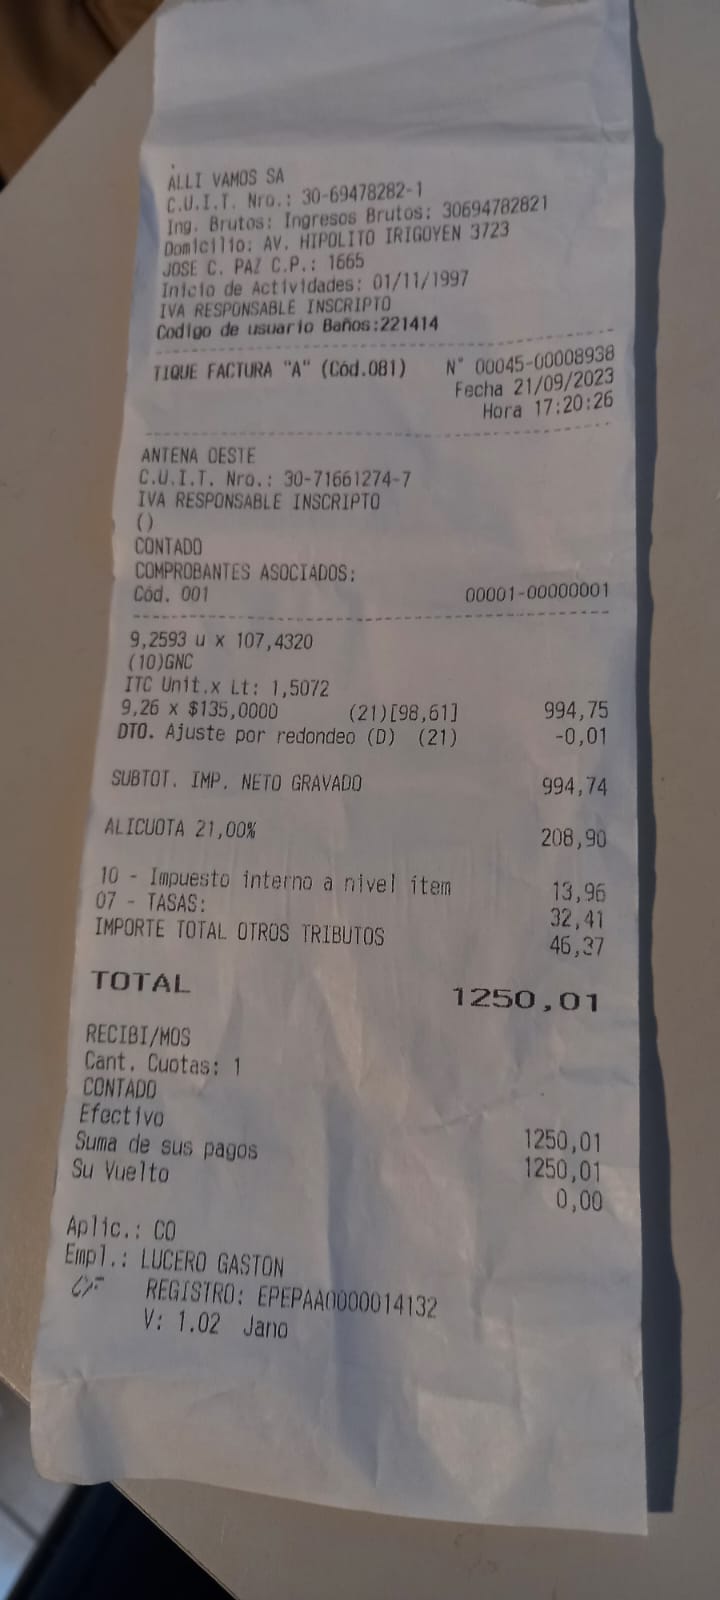 ALLI VAMOS SA
C.U.I.T. Nro.: 30-69478282-1
Ing. Brutos: Ingresos Brutos: 30694782821
Domicilio: AV. HIPOLITO IRIGOYEN 3723
JOSE C. PAZ C.P.: 1665
Inicio de Actividades: 01/11/1997
IVA RESPONSABLE INSCRIPTO
Codigo de usuario Baños:221414
TIQUE FACTURA "A" (Cód.081) N° 00045-00008938
Fecha 21/09/2023
Hora 17:20:26
ANTENA OESTE
C.U.I.T. Nro.: 30-71661274-7
IVA RESPONSABLE INSCRIPTO
()
CONTADO
COMPROBANTES ASOCIADOS:
Cód. 001 00001-00000001
9,2593 u x 107,4320
(10)GNC
ITC Unit.x Lt: 1,5072
9,26 x $135,0000 (21)[98,61] 994,75
DTO. Ajuste por redondeo (D) (21) -0,01
SUBTOT. IMP. NETO GRAVADO 994,74
ALICUOTA 21,00% 208,90
10 - Impuesto interno a nivel ítem 13,96
07 - TASAS: 32,41
IMPORTE TOTAL OTROS TRIBUTOS 46,37
TOTAL 1250,01
RECIBI/MOS
Cant. Cuotas: 1
CONTADO
Efectivo 1250,01
Suma de sus pagos 1250,01
Su Vuelto 0,00
Aplic.: CO
Empl.: LUCERO GASTON
CF REGISTRO: EPEPAA0000014132
V: 1.02 Jano